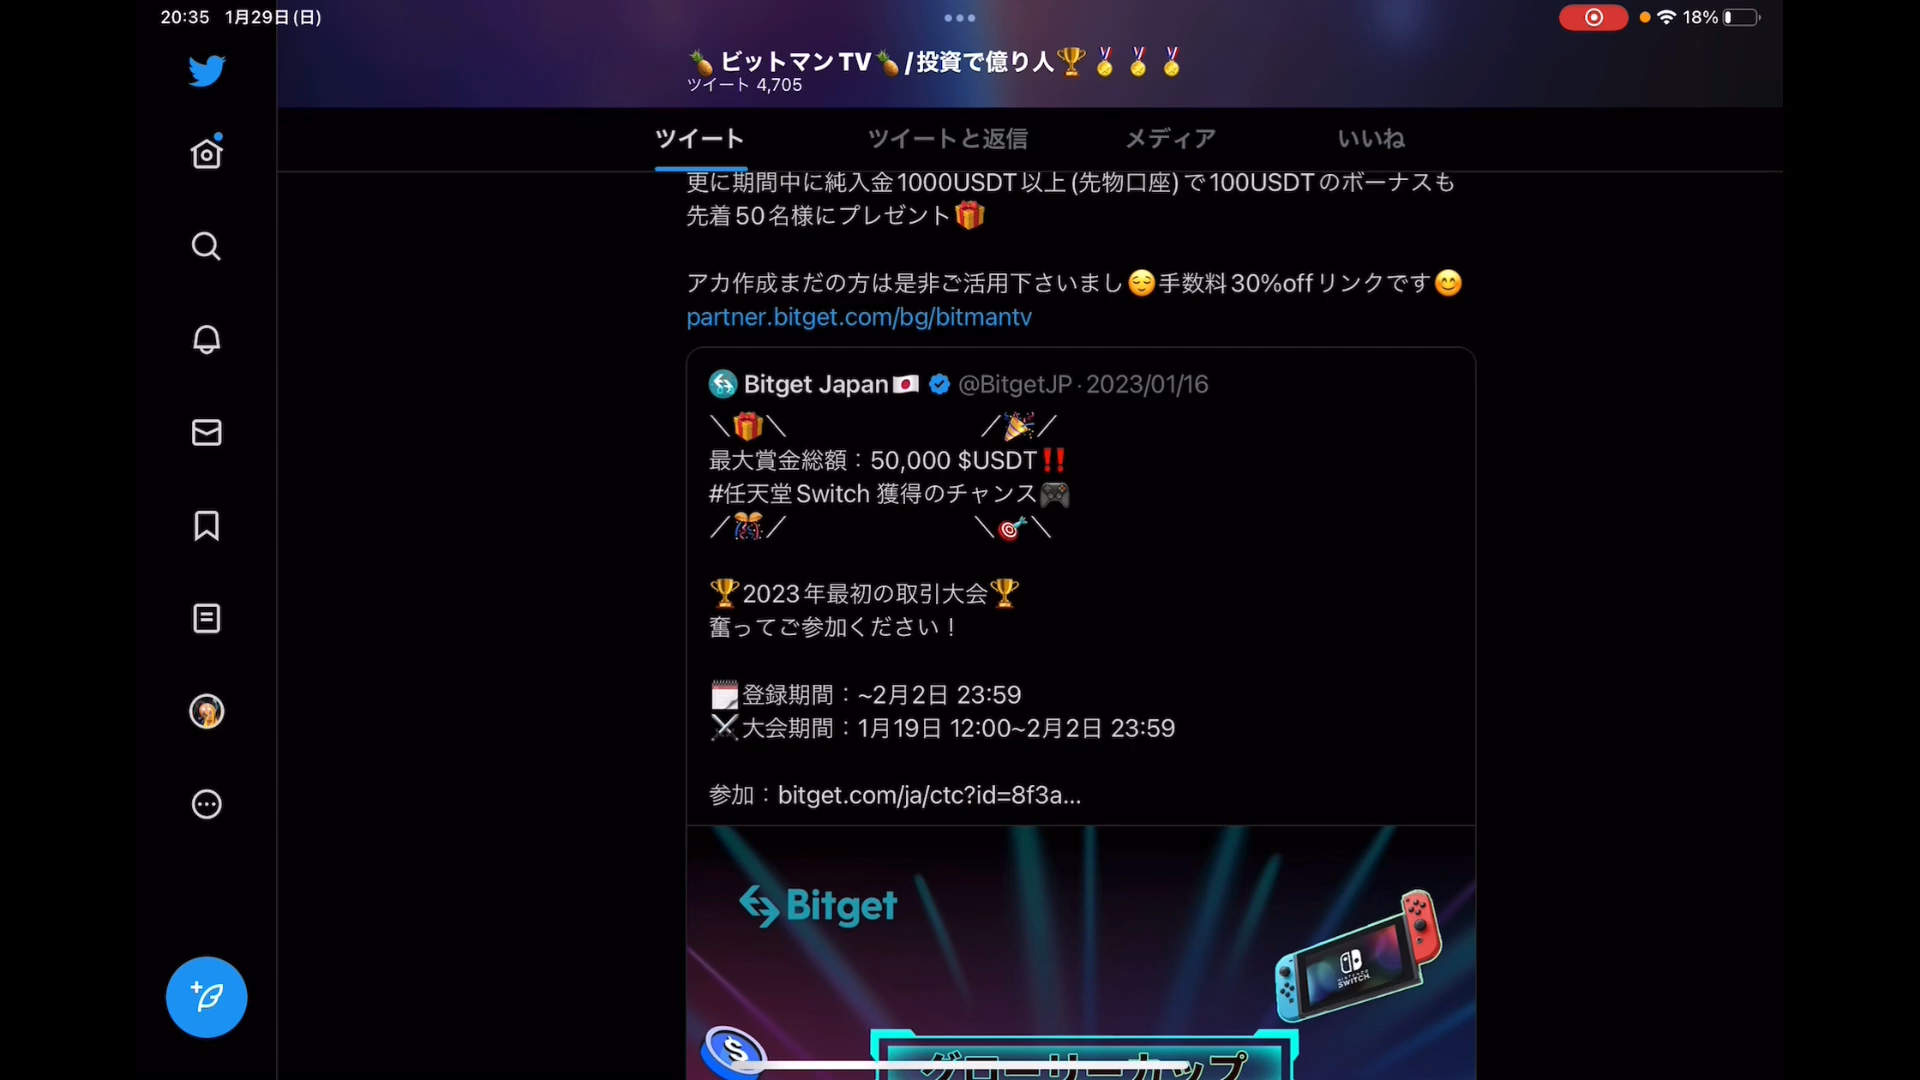 20:35 1月29日(日)
18%
🍍ビットマンTV🍍/投資で億り人🏆🏅🏅🏅
ツイート 4,705
ツイート ツイートと返信 メディア いいね
更に期間中に純入金1000USDT以上(先物口座)で100USDTのボーナスも
先着50名様にプレゼント🎁
アカ作成まだの方は是非ご活用下さいまし😌手数料30%offリンクです😊
partner.bitget.com/bg/bitmantv
Bitget Japan🇯🇵 @BitgetJP · 2023/01/16
＼🎁＼ ／🎉／
最大賞金総額：50,000 $USDT‼️
#任天堂Switch 獲得のチャンス🎮
／🎊／ ＼🎯＼
🏆2023年最初の取引大会🏆
奮ってご参加ください！
🗓登録期間：~2月2日 23:59
⚔️大会期間：1月19日 12:00~2月2日 23:59
参加：bitget.com/ja/ctc?id=8f3a...
Bitget
NINTENDO
SWITCH
グローリーカップ